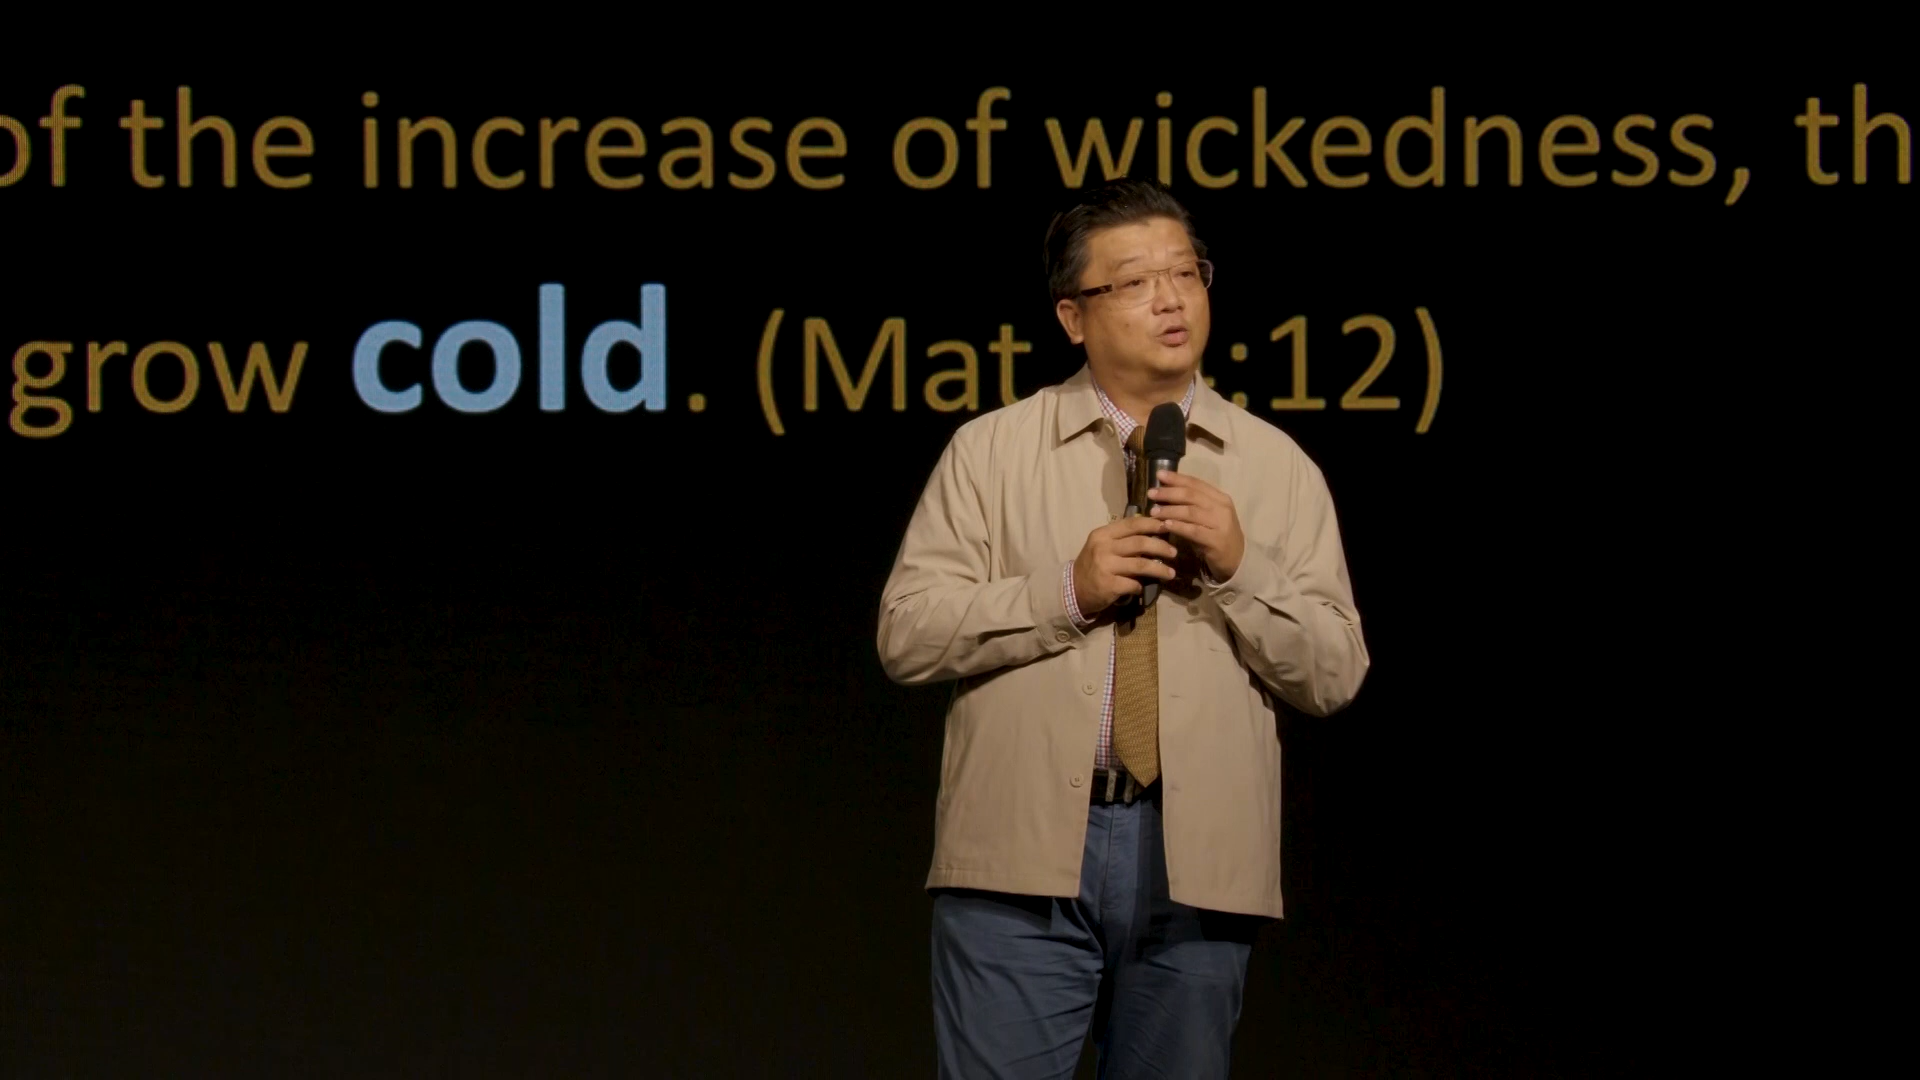 of the increase of wickedness, th
grow cold. (Mat :12)